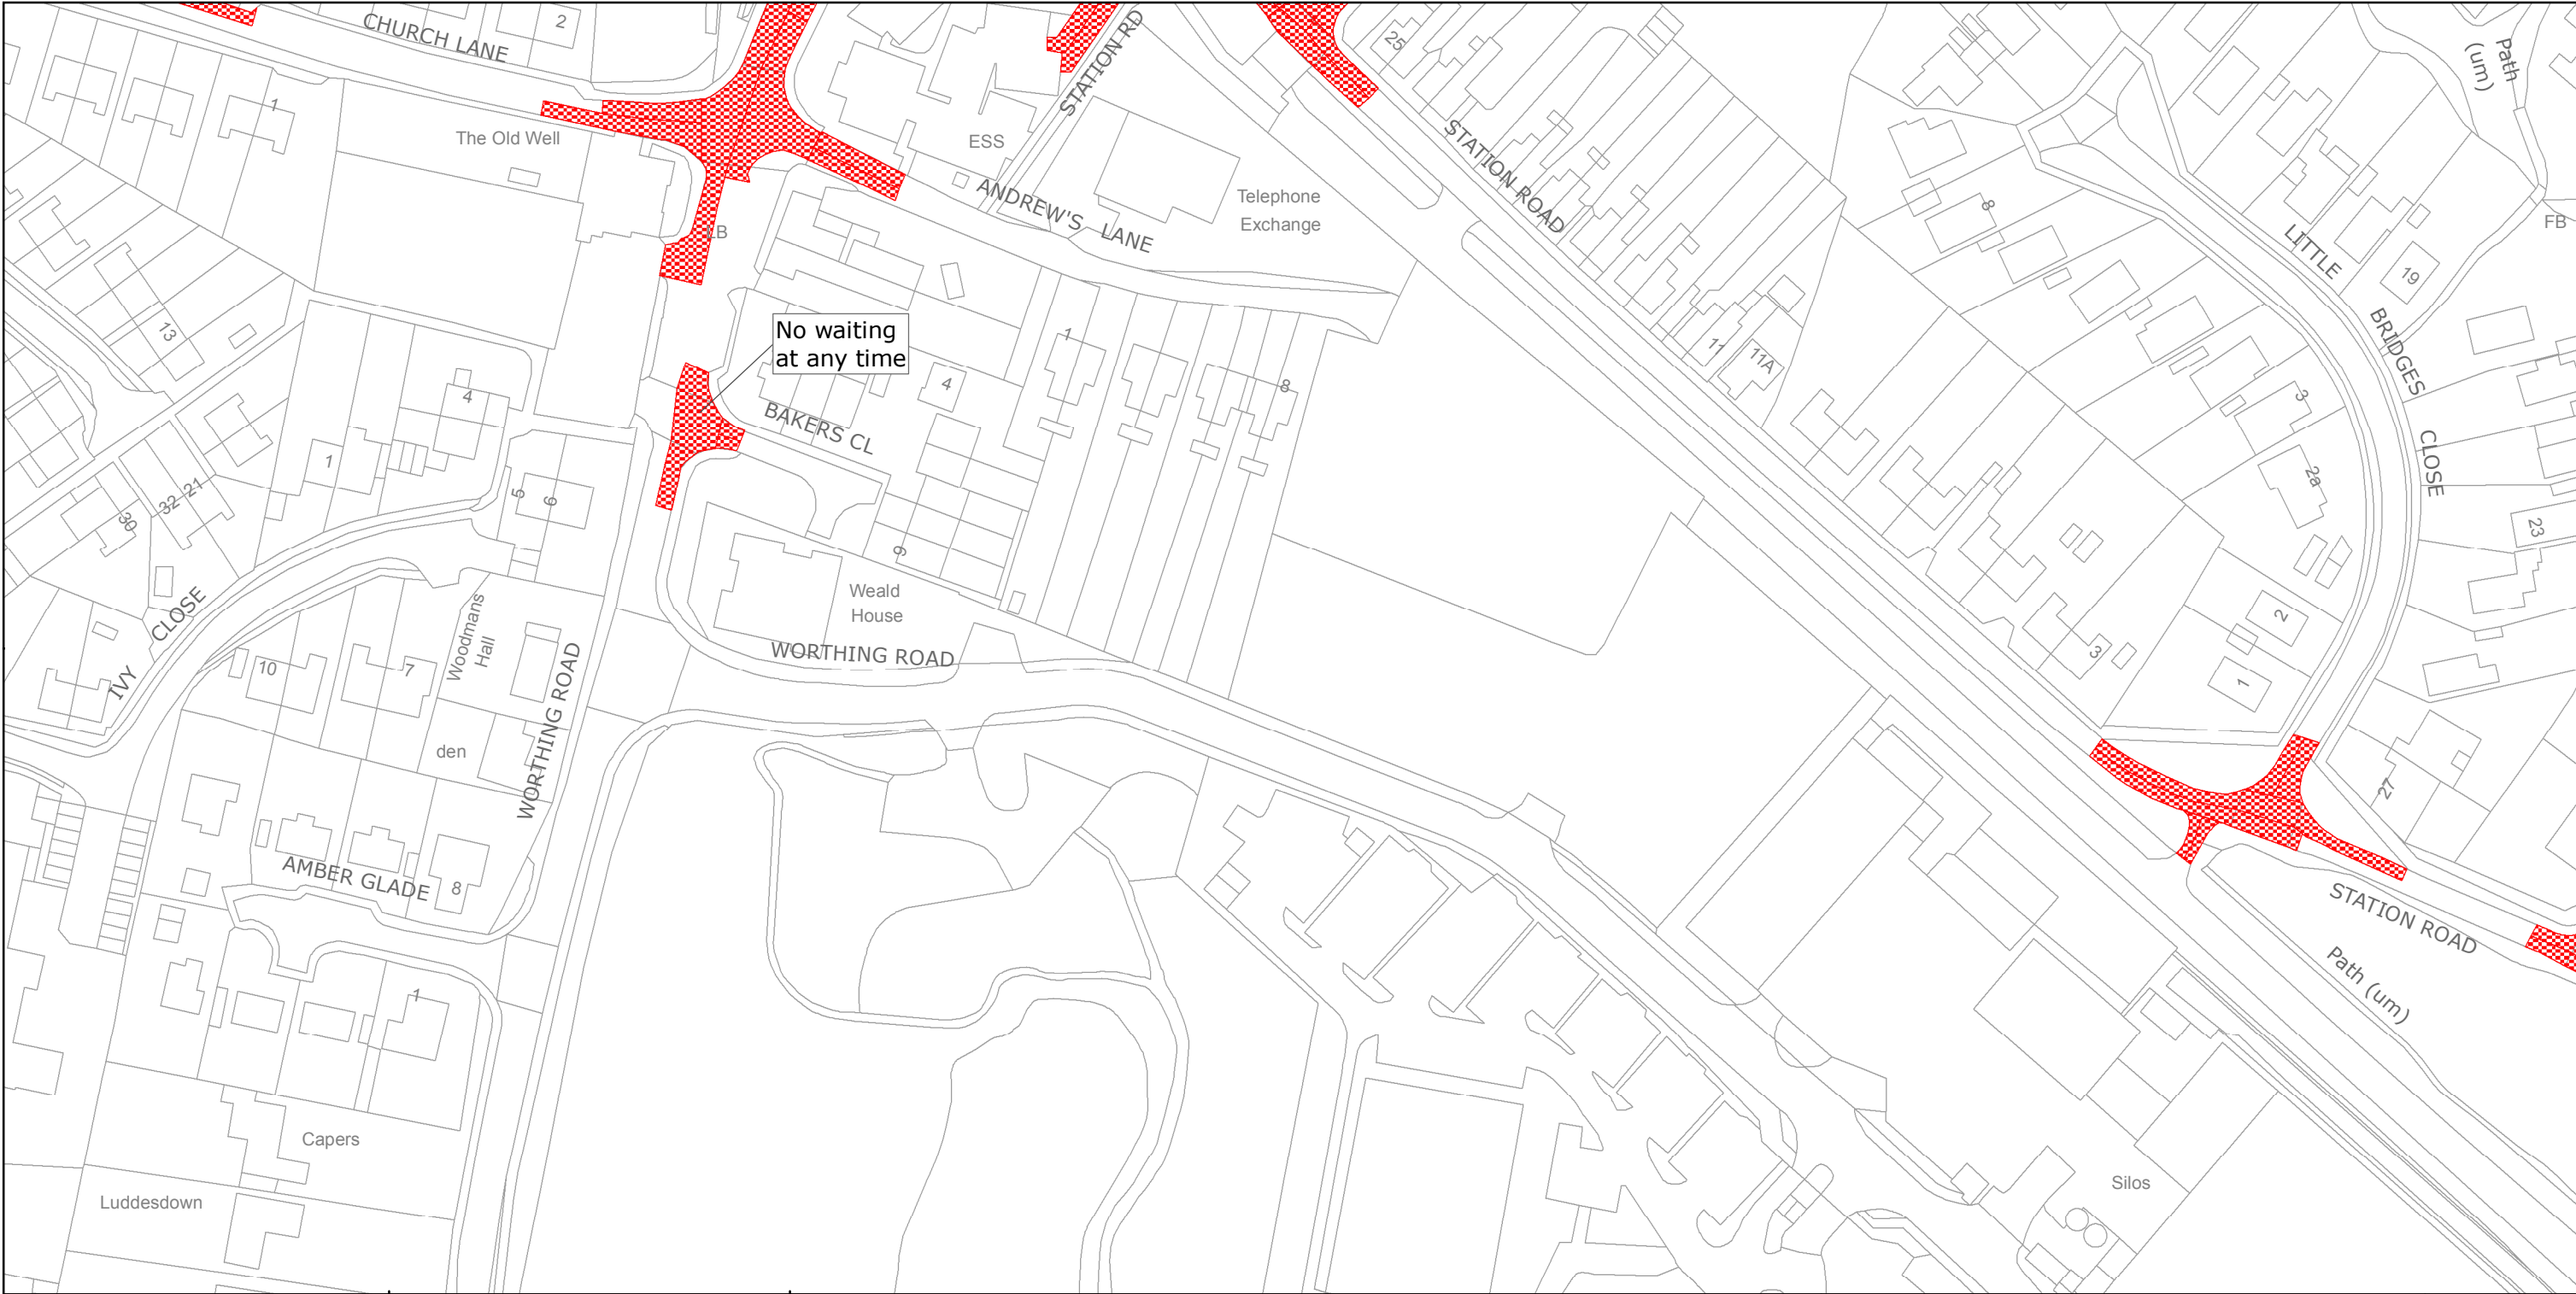 CHURCH LANE
2
STATION RD
25
Path
(um)
1
The Old Well
ESS
STATION ROAD
ANDREW'S LANE
Telephone
Exchange
8
LITTLE
FB
19
13
No waiting
at any time
1
11
11A
BRIDGES
4
4
8
3
BAKERS CL
CLOSE
1
2a
21
32
30
5
6
9
23
Weald
House
IVY CLOSE
Woodmans
Hall
10
7
WORTHING ROAD
WORTHING ROAD
2
3
1
den
27
AMBER GLADE
8
STATION ROAD
Path (um)
1
Capers
Luddesdown
Silos